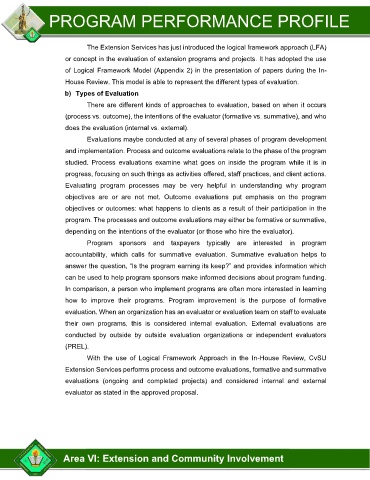 PROGRAM PERFORMANCE PROFILE
The Extension Services has just introduced the logical framework approach (LFA)
or concept in the evaluation of extension programs and projects. It has adopted the use
of Logical Framework Model (Appendix 2) in the presentation of papers during the In-
House Review. This model is able to represent the different types of evaluation.
b) Types of Evaluation
There are different kinds of approaches to evaluation, based on when it occurs
(process vs. outcome), the intentions of the evaluator (formative vs. summative), and who
does the evaluation (internal vs. external).
Evaluations maybe conducted at any of several phases of program development
and implementation. Process and outcome evaluations relate to the phase of the program
studied. Process evaluations examine what goes on inside the program while it is in
progress, focusing on such things as activities offered, staff practices, and client actions.
Evaluating program processes may be very helpful in understanding why program
objectives are or are not met. Outcome evaluations put emphasis on the program
objectives or outcomes: what happens to clients as a result of their participation in the
program. The processes and outcome evaluations may either be formative or summative,
depending on the intentions of the evaluator (or those who hire the evaluator).
Program sponsors and taxpayers typically are interested in program
accountability, which calls for summative evaluation. Summative evaluation helps to
answer the question, “Is the program earning its keep?” and provides information which
can be used to help program sponsors make informed decisions about program funding.
In comparison, a person who implement programs are often more interested in learning
how to improve their programs. Program improvement is the purpose of formative
evaluation. When an organization has an evaluator or evaluation team on staff to evaluate
their own programs, this is considered internal evaluation. External evaluations are
conducted by outside by outside evaluation organizations or independent evaluators
(PREL).
With the use of Logical Framework Approach in the In-House Review, CvSU
Extension Services performs process and outcome evaluations, formative and summative
evaluations (ongoing and completed projects) and considered internal and external
evaluator as stated in the approved proposal.
Area VI: Extension and Community Involvement